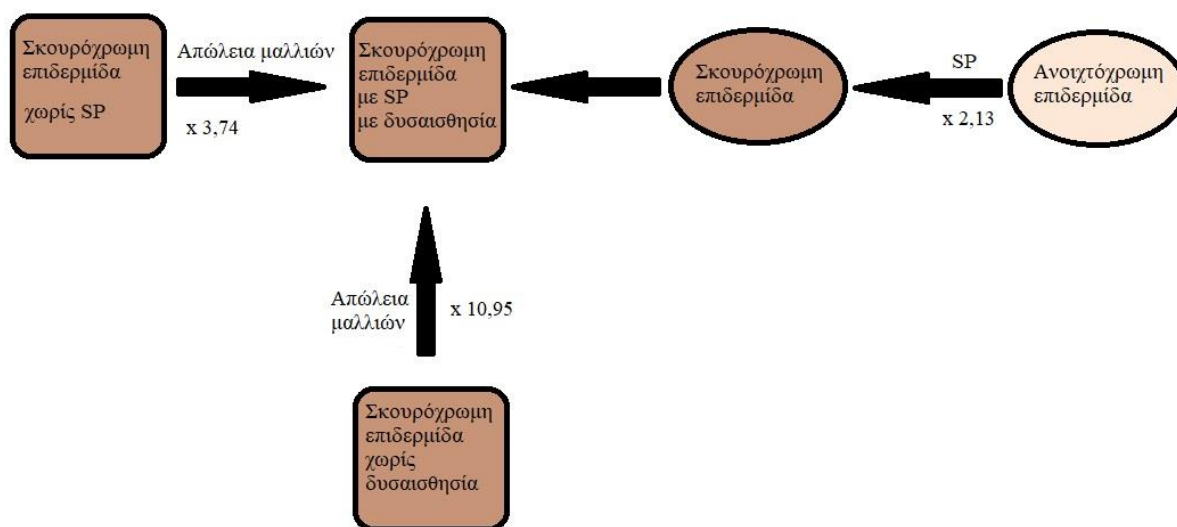 Σκουρόχρωμη
επιδερμίδα
χωρίς SP
Απώλεια μαλλιών
x 3,74
Σκουρόχρωμη
επιδερμίδα
με SP
με δυσαισθησία
Σκουρόχρωμη
επιδερμίδα
SP
x 2,13
Ανοιχτόχρωμη
επιδερμίδα
Απώλεια
μαλλιών
x 10,95
Σκουρόχρωμη
επιδερμίδα
χωρίς
δυσαισθησία